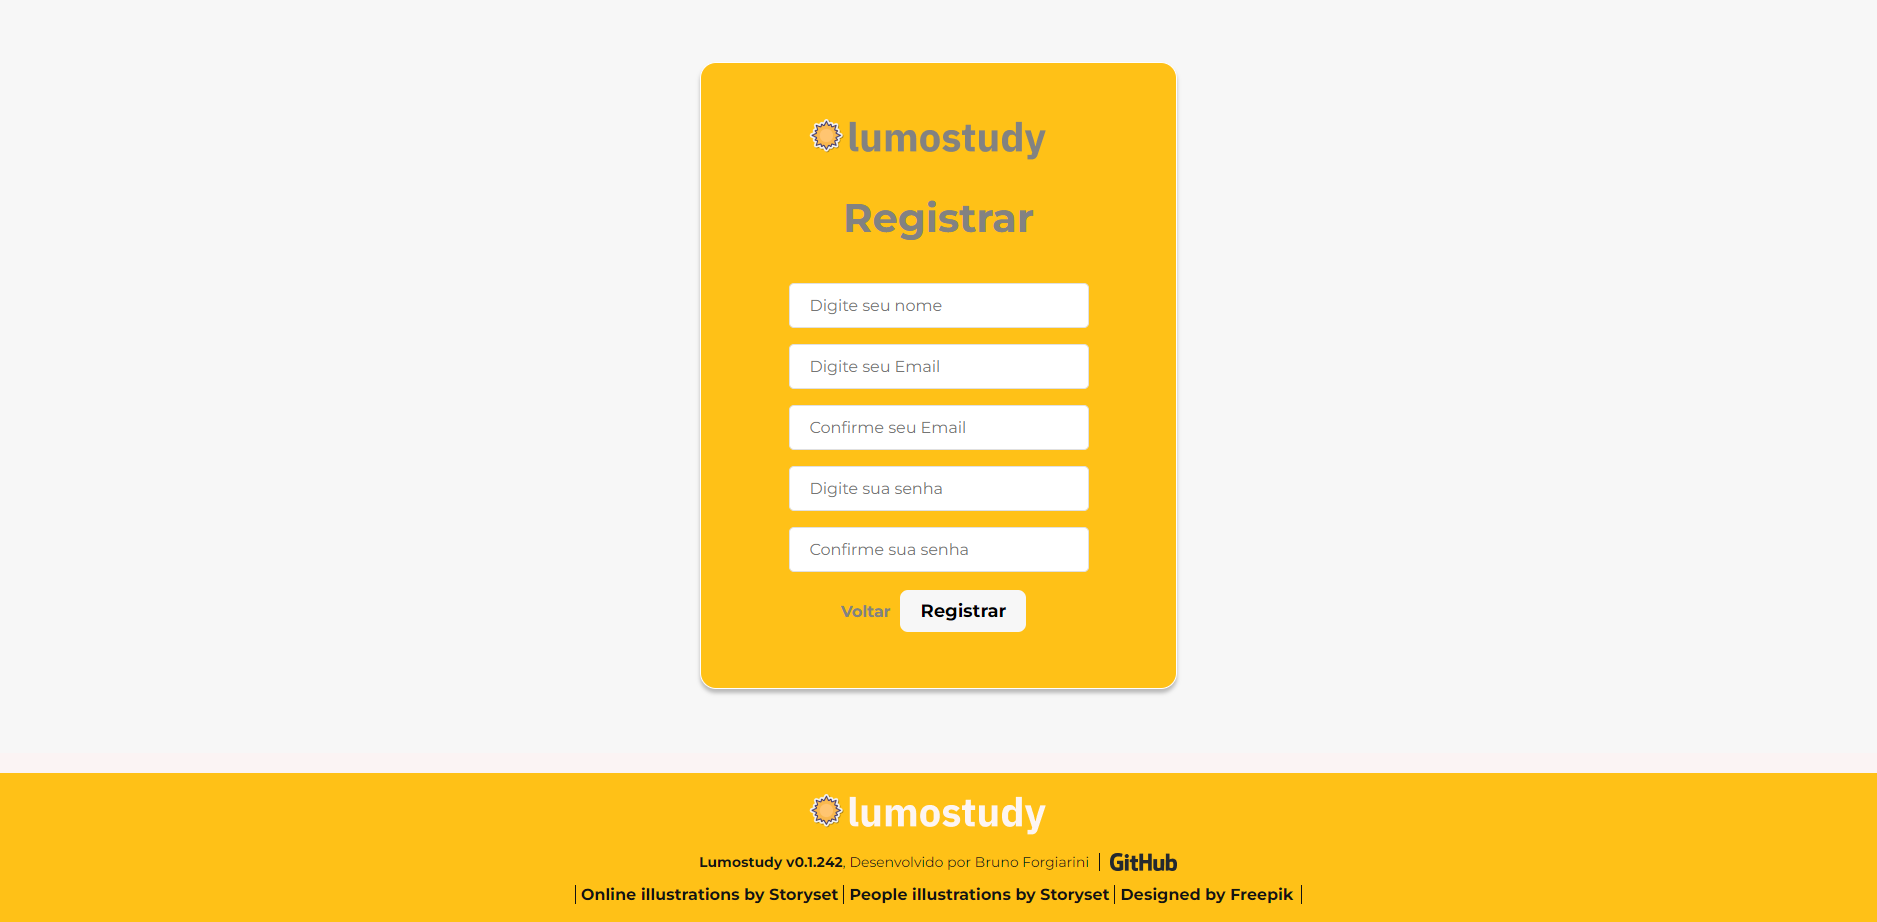 lumostudy
Registrar
Digite seu nome
Digite seu Email
Confirme seu Email
Digite sua senha
Confirme sua senha
Voltar Registrar
lumostudy
Lumostudy v0.1.242, Desenvolvido por Bruno Forgiarini | GitHub
| Online illustrations by Storyset | People illustrations by Storyset | Designed by Freepik |